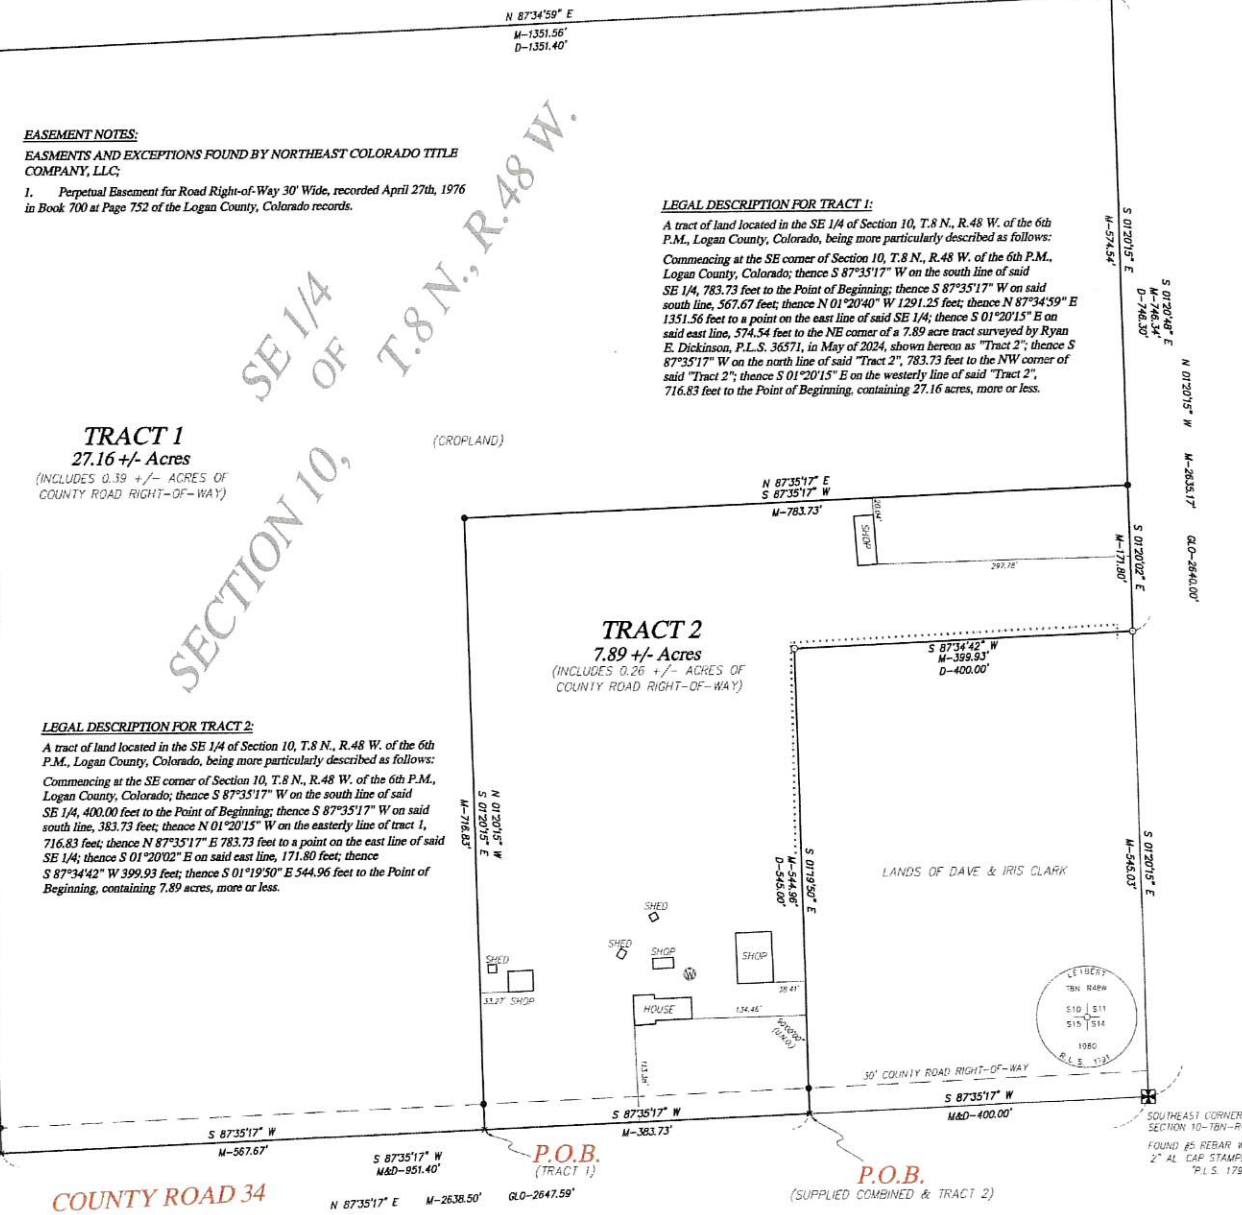 N 87°34'59" E
M-1351.56'
D-1351.40'
EASEMENT NOTES:
EASMENTS AND EXCEPTIONS FOUND BY NORTHEAST COLORADO TITLE
COMPANY, LLC;
1. Perpetual Easement for Road Right-of-Way 30' Wide, recorded April 27th, 1976
in Book 700 at Page 752 of the Logan County, Colorado records.
SE 1/4
OF
SECTION 10,
T.8 N., R.48 W.
LEGAL DESCRIPTION FOR TRACT 1:
A tract of land located in the SE 1/4 of Section 10, T.8 N., R.48 W. of the 6th
P.M., Logan County, Colorado, being more particularly described as follows:
Commencing at the SE corner of Section 10, T.8 N., R.48 W. of the 6th P.M.,
Logan County, Colorado; thence S 87°35'17" W on the south line of said
SE 1/4, 783.73 feet to the Point of Beginning; thence S 87°35'17" W on said
south line, 567.67 feet; thence N 01°20'40" W 1291.25 feet; thence N 87°34'59" E
1351.56 feet to a point on the east line of said SE 1/4; thence S 01°20'15" E on
said east line, 574.54 feet to the NE corner of a 7.89 acre tract surveyed by Ryan
E. Dickinson, P.L.S. 36571, in May of 2024, shown hereon as "Tract 2"; thence S
87°35'17" W on the north line of said "Tract 2", 783.73 feet to the NW corner of
said "Tract 2"; thence S 01°20'15" E on the westerly line of said "Tract 2",
716.83 feet to the Point of Beginning, containing 27.16 acres, more or less.
S 01°20'15" E
M-574.54'
S 01°20'48" E
M-746.34'
D-746.30'
N 01°20'15" W M-2635.17' GLO-2640.00'
TRACT 1
27.16 +/- Acres
(INCLUDES 0.39 +/- ACRES OF
COUNTY ROAD RIGHT-OF-WAY)
(CROPLAND)
N 87°35'17" E
S 87°35'17" W
M-783.73'
20.04'
SHOP
297.78'
S 01°20'02" E
M-171.80'
TRACT 2
7.89 +/- Acres
(INCLUDES 0.26 +/- ACRES OF
COUNTY ROAD RIGHT-OF-WAY)
S 87°34'42" W
M-399.93'
D-400.00'
LEGAL DESCRIPTION FOR TRACT 2:
A tract of land located in the SE 1/4 of Section 10, T.8 N., R.48 W. of the 6th
P.M., Logan County, Colorado, being more particularly described as follows:
Commencing at the SE corner of Section 10, T.8 N., R.48 W. of the 6th P.M.,
Logan County, Colorado; thence S 87°35'17" W on the south line of said
SE 1/4, 400.00 feet to the Point of Beginning; thence S 87°35'17" W on said
south line, 383.73 feet; thence N 01°20'15" W on the easterly line of tract 1,
716.83 feet; thence N 87°35'17" E 783.73 feet to a point on the east line of said
SE 1/4; thence S 01°20'02" E on said east line, 171.80 feet; thence
S 87°34'42" W 399.93 feet; thence S 01°19'50" E 544.96 feet to the Point of
Beginning, containing 7.89 acres, more or less.
N 01°20'15" W
S 01°20'15" E
M-716.83'
S 01°19'50" E
M-544.96'
D-545.00'
LANDS OF DAVE & IRIS CLARK
S 01°20'15" E
M-545.03'
SHED
SHED
SHOP
SHOP
SHED
33.27' SHOP
W
HOUSE
134.46'
38.41'
90°00'00"
(U.N.O.)
LEIBERT
T8N R48W
S10 S11
S15 S14
1980
R.L.S.
30' COUNTY ROAD RIGHT-OF-WAY
S 87°35'17" W
M&D-400.00'
S 87°35'17" W
M-383.73'
S 87°35'17" W
M-567.67'
SOUTHEAST CORNER
SECTION 10-T8N-R
FOUND #5 REBAR W
2" AL CAP STAMP
"P.L.S. 179
P.O.B.
(TRACT 1)
S 87°35'17" W
M&D-951.40'
P.O.B.
(SUPPLIED COMBINED & TRACT 2)
COUNTY ROAD 34
N 87°35'17" E M-2638.50' GLO-2647.59'